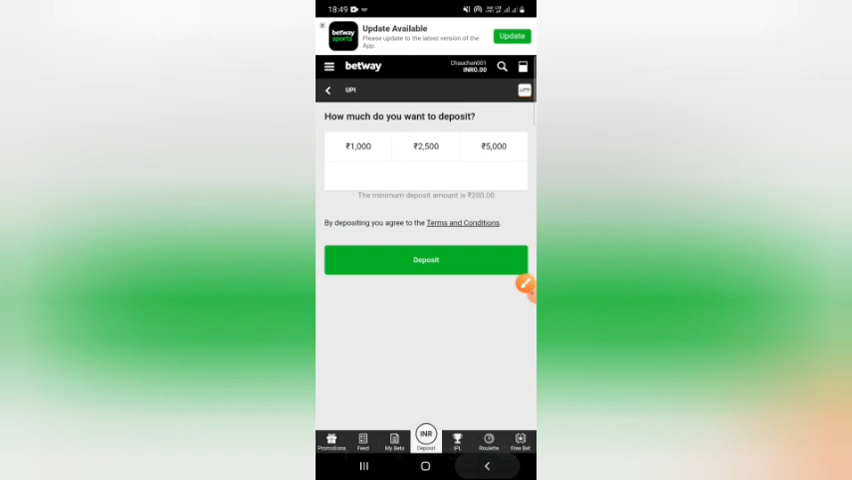 18:49
betway
sports
Update Available
Please update to the latest version of the
App.
Update
betway
Chauchan001
INR0.00
UPI
How much do you want to deposit?
₹1,000 ₹2,500 ₹5,000
The minimum deposit amount is ₹200.00
By depositing you agree to the Terms and Conditions.
Deposit
INR
Promotions Feed My Bets Deposit IPL Roulette Free Bet